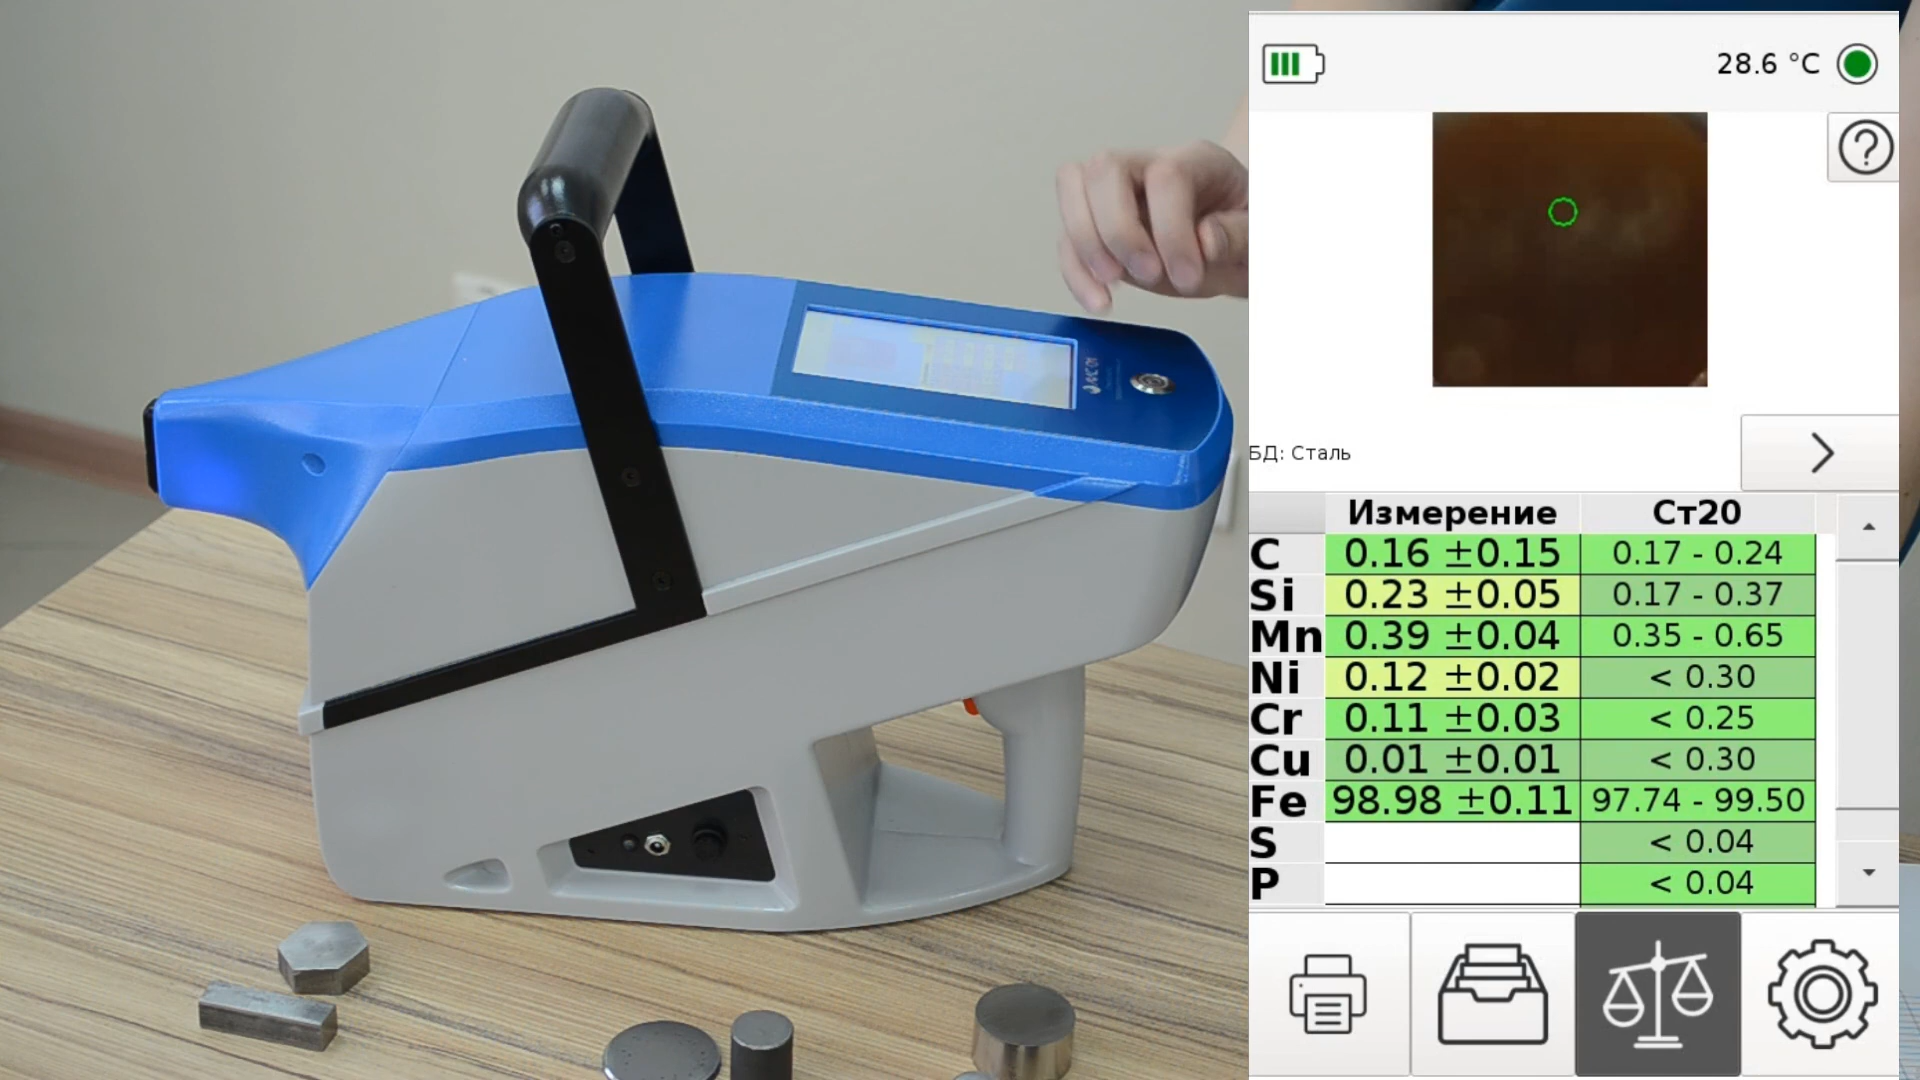 28.6 °C
БД: Сталь
Измерение Ст20
C 0.16 ±0.15 0.17 - 0.24
Si 0.23 ±0.05 0.17 - 0.37
Mn 0.39 ±0.04 0.35 - 0.65
Ni 0.12 ±0.02 < 0.30
Cr 0.11 ±0.03 < 0.25
Cu 0.01 ±0.01 < 0.30
Fe 98.98 ±0.11 97.74 - 99.50
S < 0.04
P < 0.04